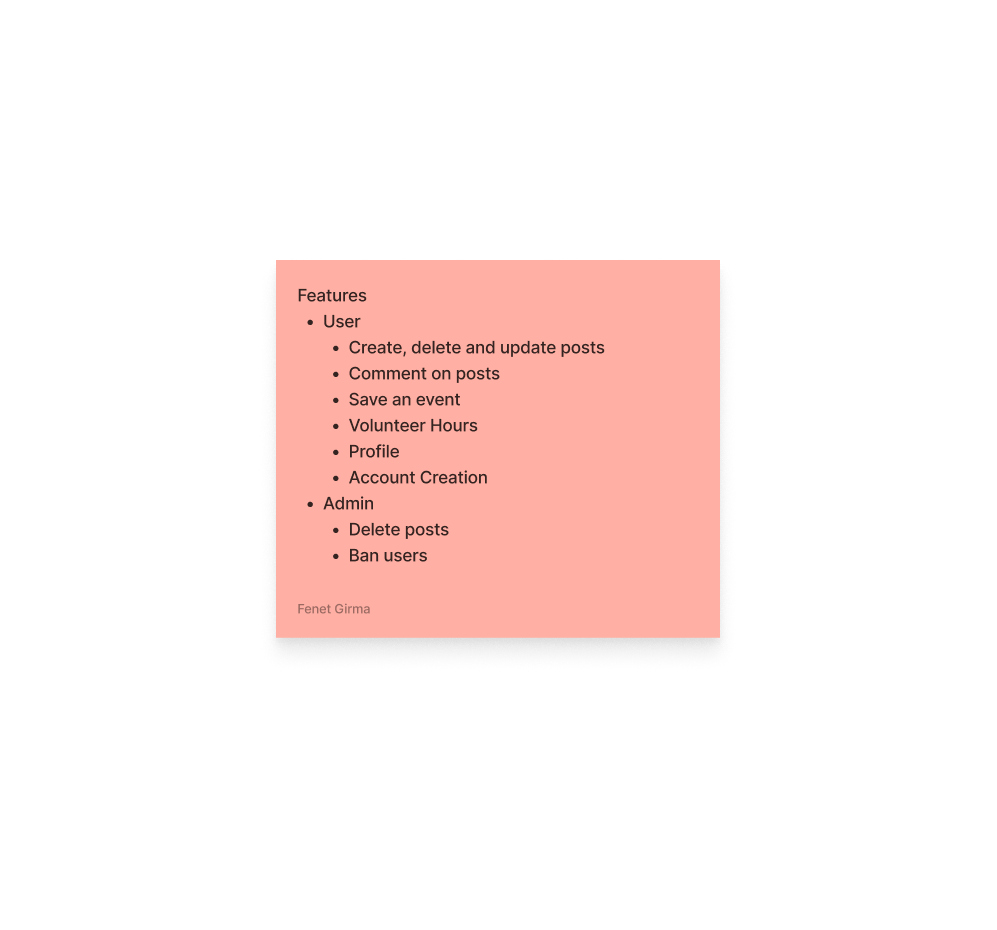 Features
• User
• Create, delete and update posts
• Comment on posts
• Save an event
• Volunteer Hours
• Profile
• Account Creation
• Admin
• Delete posts
• Ban users
Fenet Girma